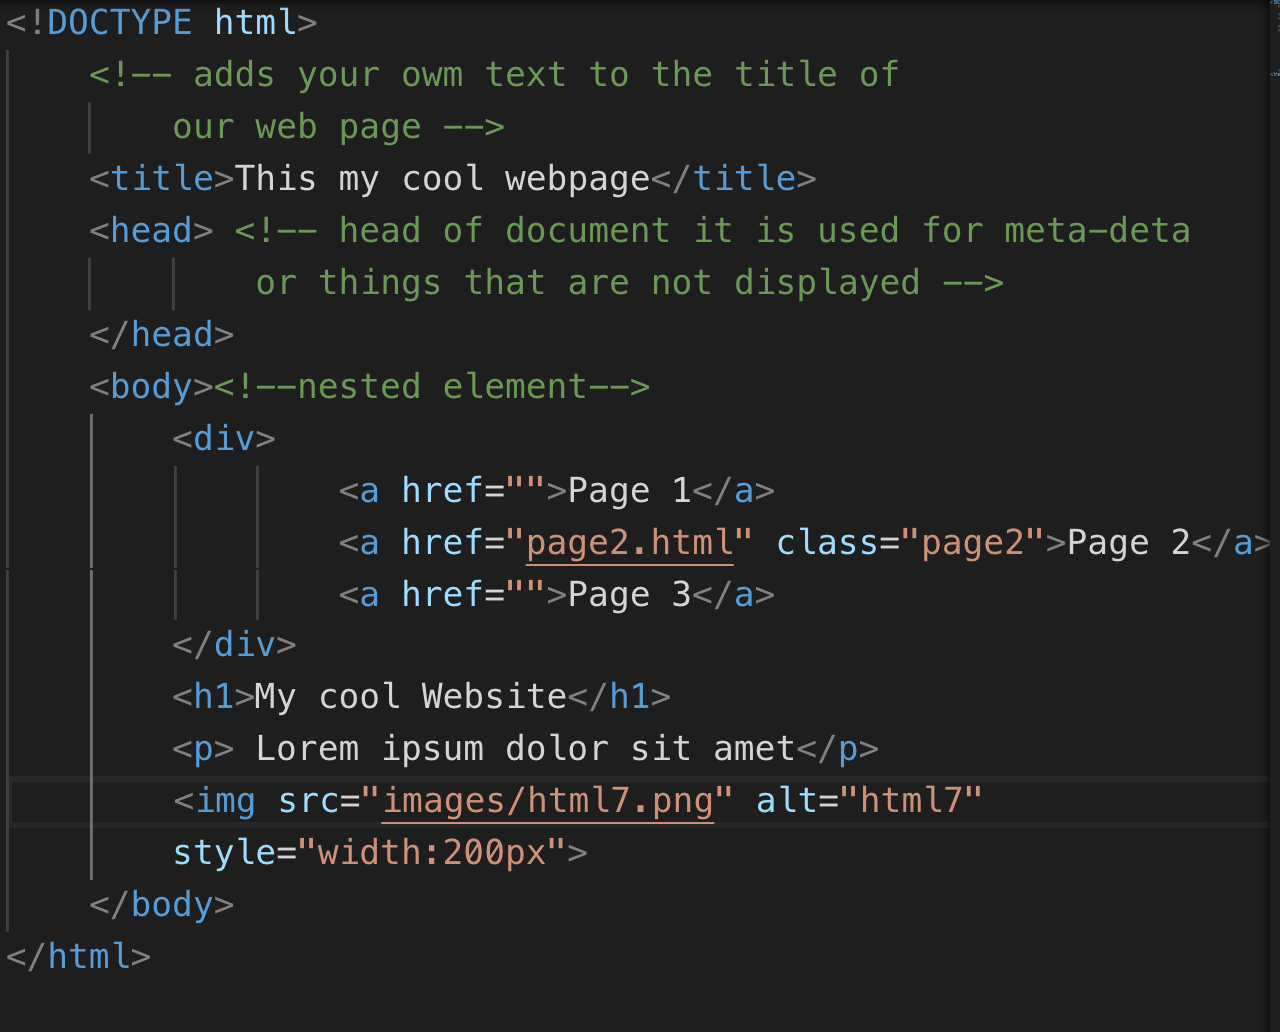 <!DOCTYPE html>
<!-- adds your owm text to the title of
our web page -->
<title>This my cool webpage</title>
<head> <!-- head of document it is used for meta-deta
or things that are not displayed -->
</head>
<body><!--nested element-->
<div>
<a href="">Page 1</a>
<a href="page2.html" class="page2">Page 2</a>
<a href="">Page 3</a>
</div>
<h1>My cool Website</h1>
<p> Lorem ipsum dolor sit amet</p>
<img src="images/html7.png" alt="html7"
style="width:200px">
</body>
</html>